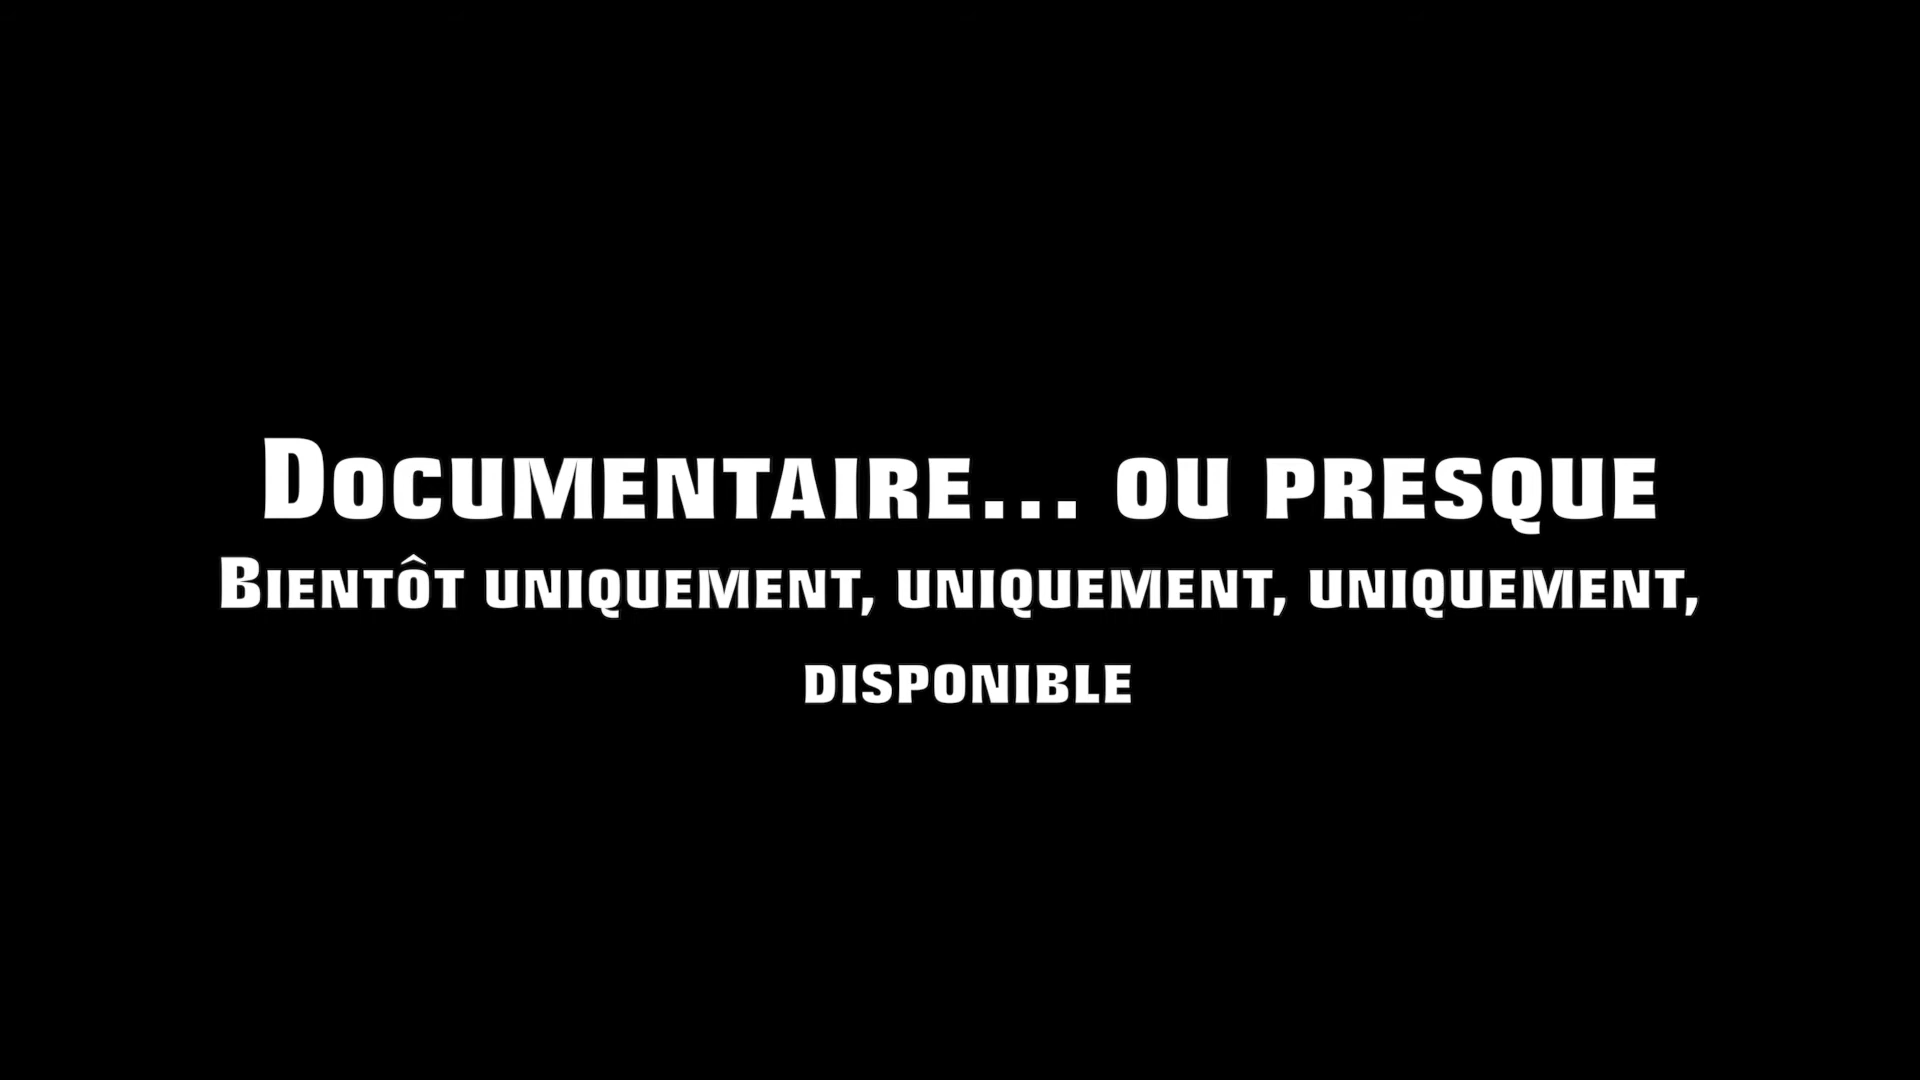 Documentaire... ou presque
Bientôt uniquement, uniquement, uniquement,
disponible